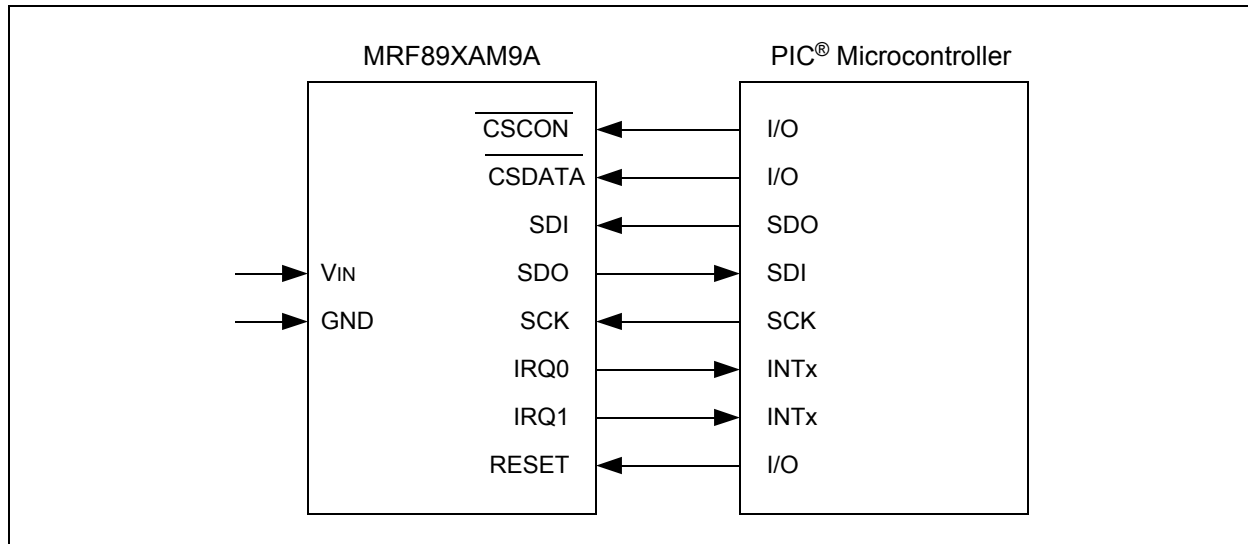 MRF89XAM9A PIC® Microcontroller
CSCON I/O
CSDATA I/O
SDI SDO
VIN SDO SDI
GND SCK SCK
IRQ0 INTx
IRQ1 INTx
RESET I/O